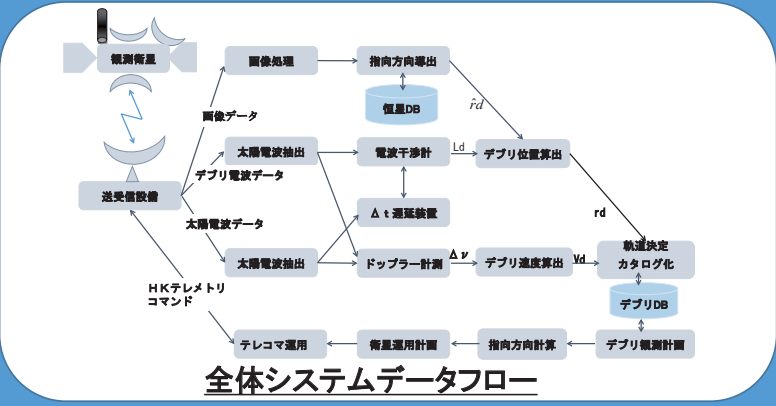 観測衛星
画像処理
指向方向導出
恒星DB
r̂d
画像データ
太陽電波抽出
電波干渉計
Ld
デブリ位置算出
デブリ電波データ
送受信設備
Δｔ遅延装置
rd
太陽電波データ
太陽電波抽出
ドップラー計測
Δν
デブリ速度算出
Vd
軌道決定
カタログ化
ＨＫテレメトリ
コマンド
デブリDB
テレコマ運用
衛星運用計画
指向方向計算
デブリ観測計画
全体システムデータフロー